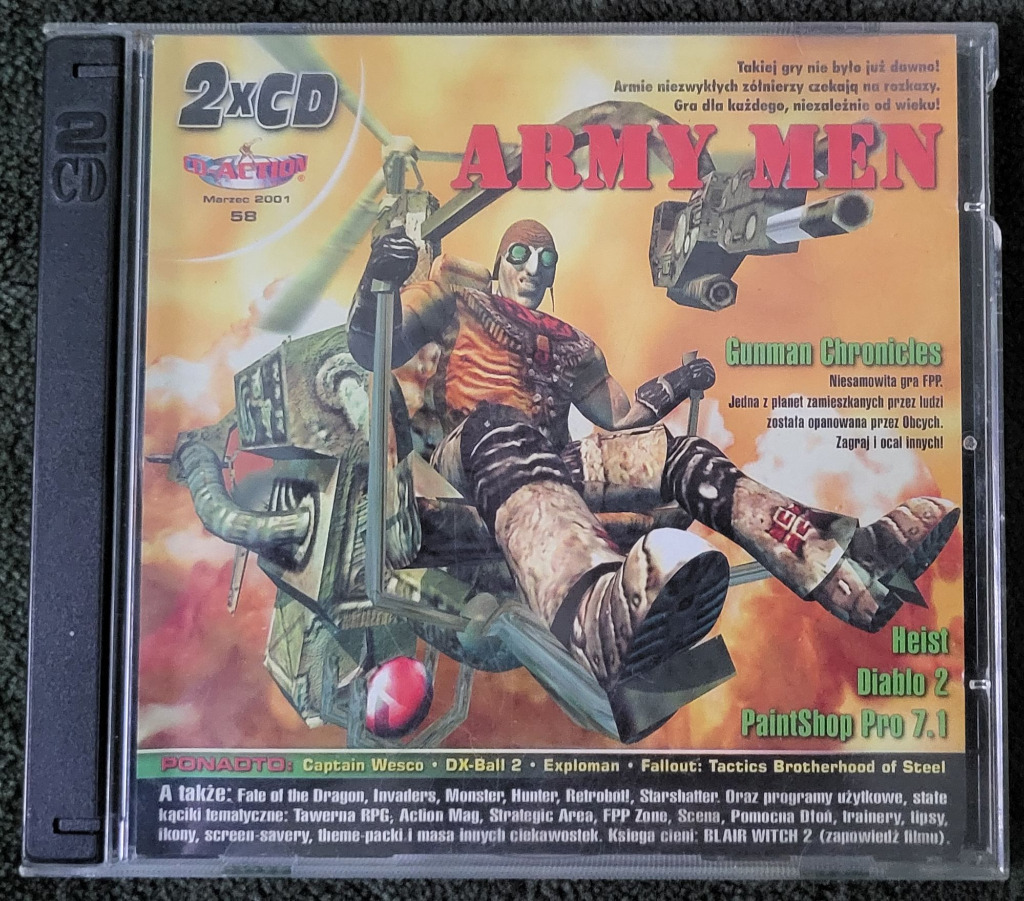 2xCD
CD-ACTION
Marzec 2001
58
CD 2
Takiej gry nie było już dawno!
Armie niezwykłych żólnierzy czekają na rozkazy.
Gra dla każdego, niezależnie od wieku!
ARMY MEN
Gunman Chronicles
Niesamowita gra FPP.
Jedna z planet zamieszkanych przez ludzi
została opanowana przez Obcych.
Zagraj i ocal innych!
Heist
Diablo 2
PaintShop Pro 7.1
PONADTO: Captain Wesco • DX-Ball 2 • Exploman • Fallout: Tactics Brotherhood of Steel
A także: Fate of the Dragon, Invaders, Monster, Hunter, Retrobotl, Starshatter. Oraz programy użytkowe, stałe
kąciki tematyczne: Tawerna RPG, Action Mag, Strategic Area, FPP Zone, Scena, Pomocna Dłoń, trainery, tipsy,
ikony, screen-savery, theme-packi i masa innych ciekawostek. Księga cieni: BLAIR WITCH 2 (zapowiedź filmu).